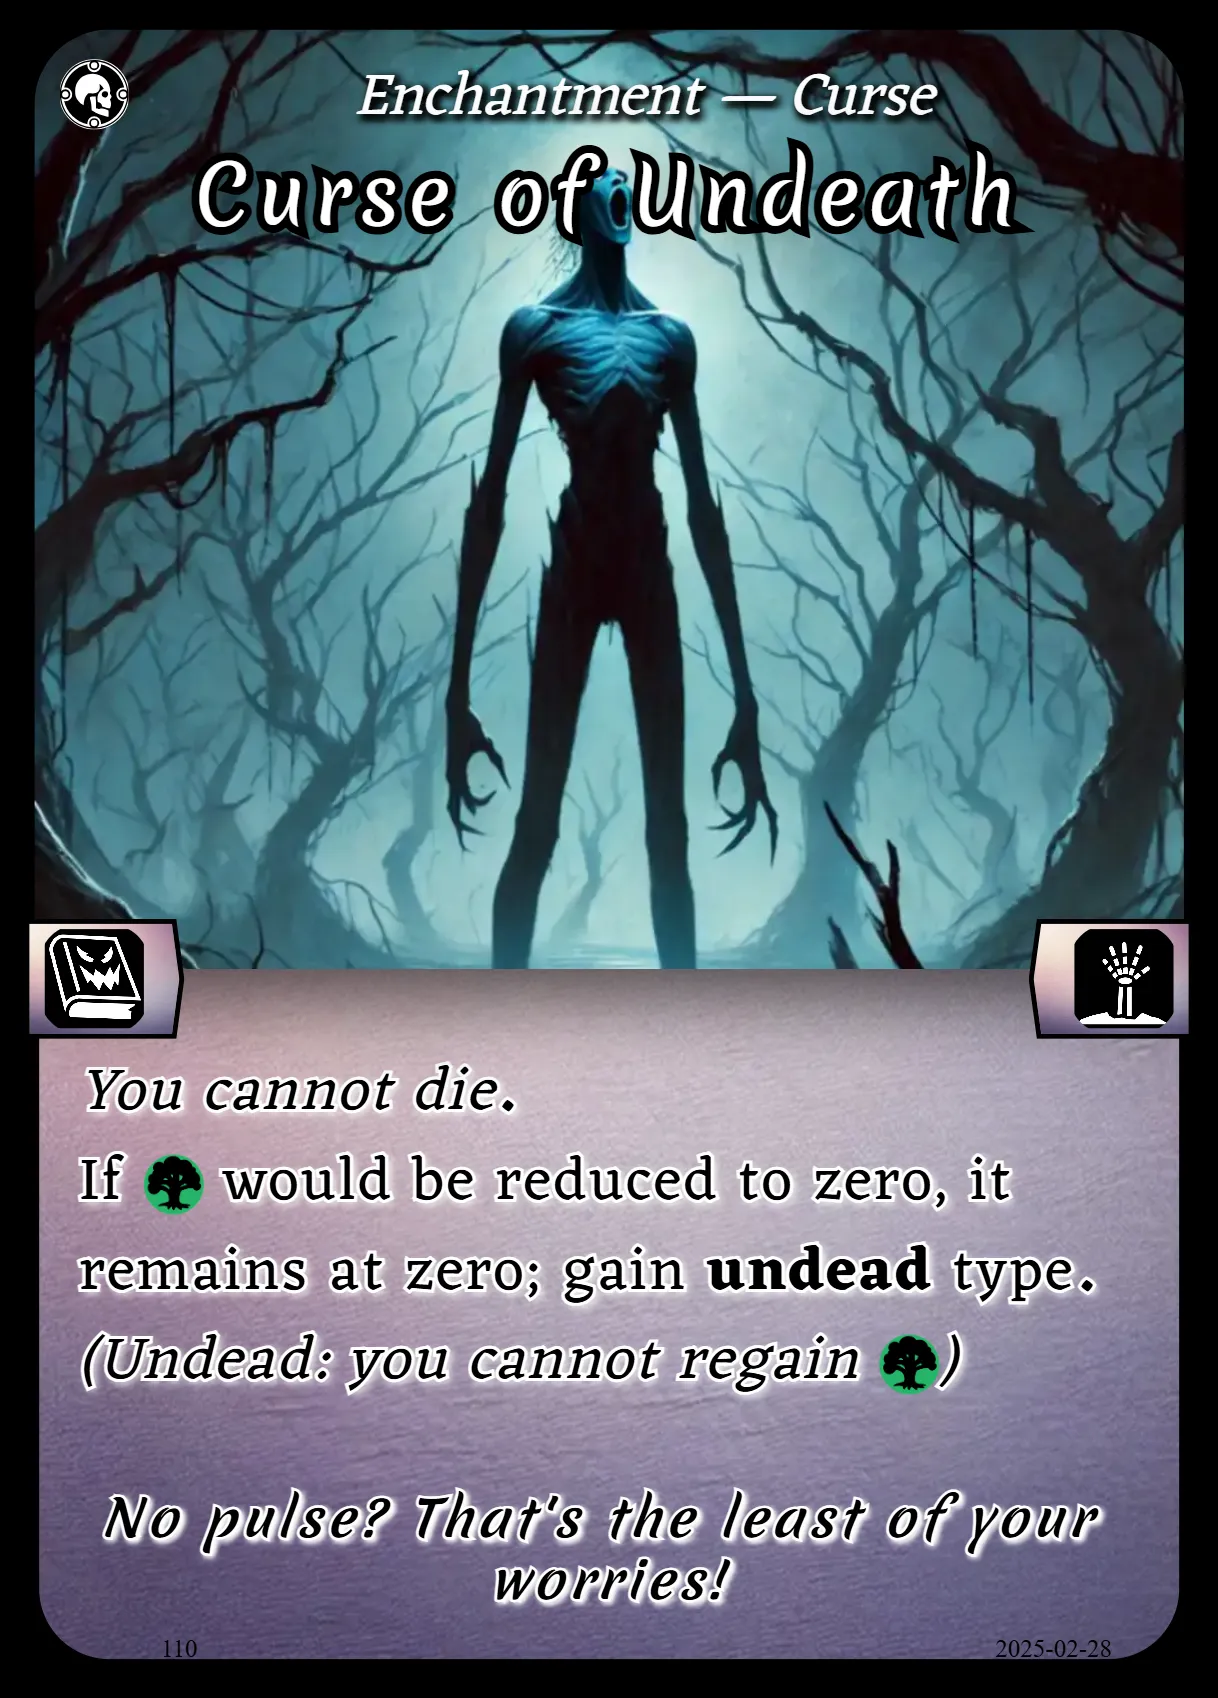 Enchantment — Curse
Curse of Undeath
You cannot die.
If would be reduced to zero, it
remains at zero; gain undead type.
(Undead: you cannot regain )
No pulse? That's the least of your
worries!
110
2025-02-28